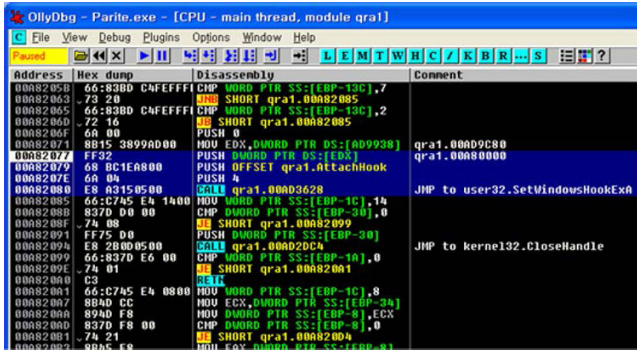 OllyDbg - Parite.exe - [CPU - main thread, module qra1]
C File View Debug Plugins Options Window Help
Paused L E M T W H C / K B R ... S ?
Address Hex dump Disassembly Comment
00A8205B 66:83BD C4FEFFFF CMP WORD PTR SS:[EBP-13C],7
00A82063 73 20 JNB SHORT qra1.00A82085
00A82065 66:83BD C4FEFFFF CMP WORD PTR SS:[EBP-13C],2
00A8206D 72 16 JB SHORT qra1.00A82085
00A8206F 6A 00 PUSH 0
00A82071 8B15 3899AD00 MOV EDX,DWORD PTR DS:[AD9938] qra1.00AD9C80
00A82077 FF32 PUSH DWORD PTR DS:[EDX] qra1.00A80000
00A82079 68 BC1EA800 PUSH OFFSET qra1.AttachHook
00A8207E 6A 04 PUSH 4
00A82080 E8 A3150500 CALL qra1.00AD3628 JMP to user32.SetWindowsHookExA
00A82085 66:C745 E4 1400 MOV WORD PTR SS:[EBP-1C],14
00A8208B 837D D0 00 CMP DWORD PTR SS:[EBP-30],0
00A8208F 74 08 JE SHORT qra1.00A82099
00A82091 FF75 D0 PUSH DWORD PTR SS:[EBP-30]
00A82094 E8 2B0D0500 CALL qra1.00AD2DC4 JMP to kernel32.CloseHandle
00A82099 66:837D E6 00 CMP WORD PTR SS:[EBP-1A],0
00A8209E 74 01 JE SHORT qra1.00A820A1
00A820A0 C3 RETN
00A820A1 66:C745 E4 0800 MOV WORD PTR SS:[EBP-1C],8
00A820A7 8B4D CC MOV ECX,DWORD PTR SS:[EBP-34]
00A820AA 894D F8 MOV DWORD PTR SS:[EBP-8],ECX
00A820AD 837D F8 00 CMP DWORD PTR SS:[EBP-8],0
00A820B1 74 21 JE SHORT qra1.00A820D4
00A820B3 8B45 F8 MOV EAX,DWORD PTR SS:[EBP-8]